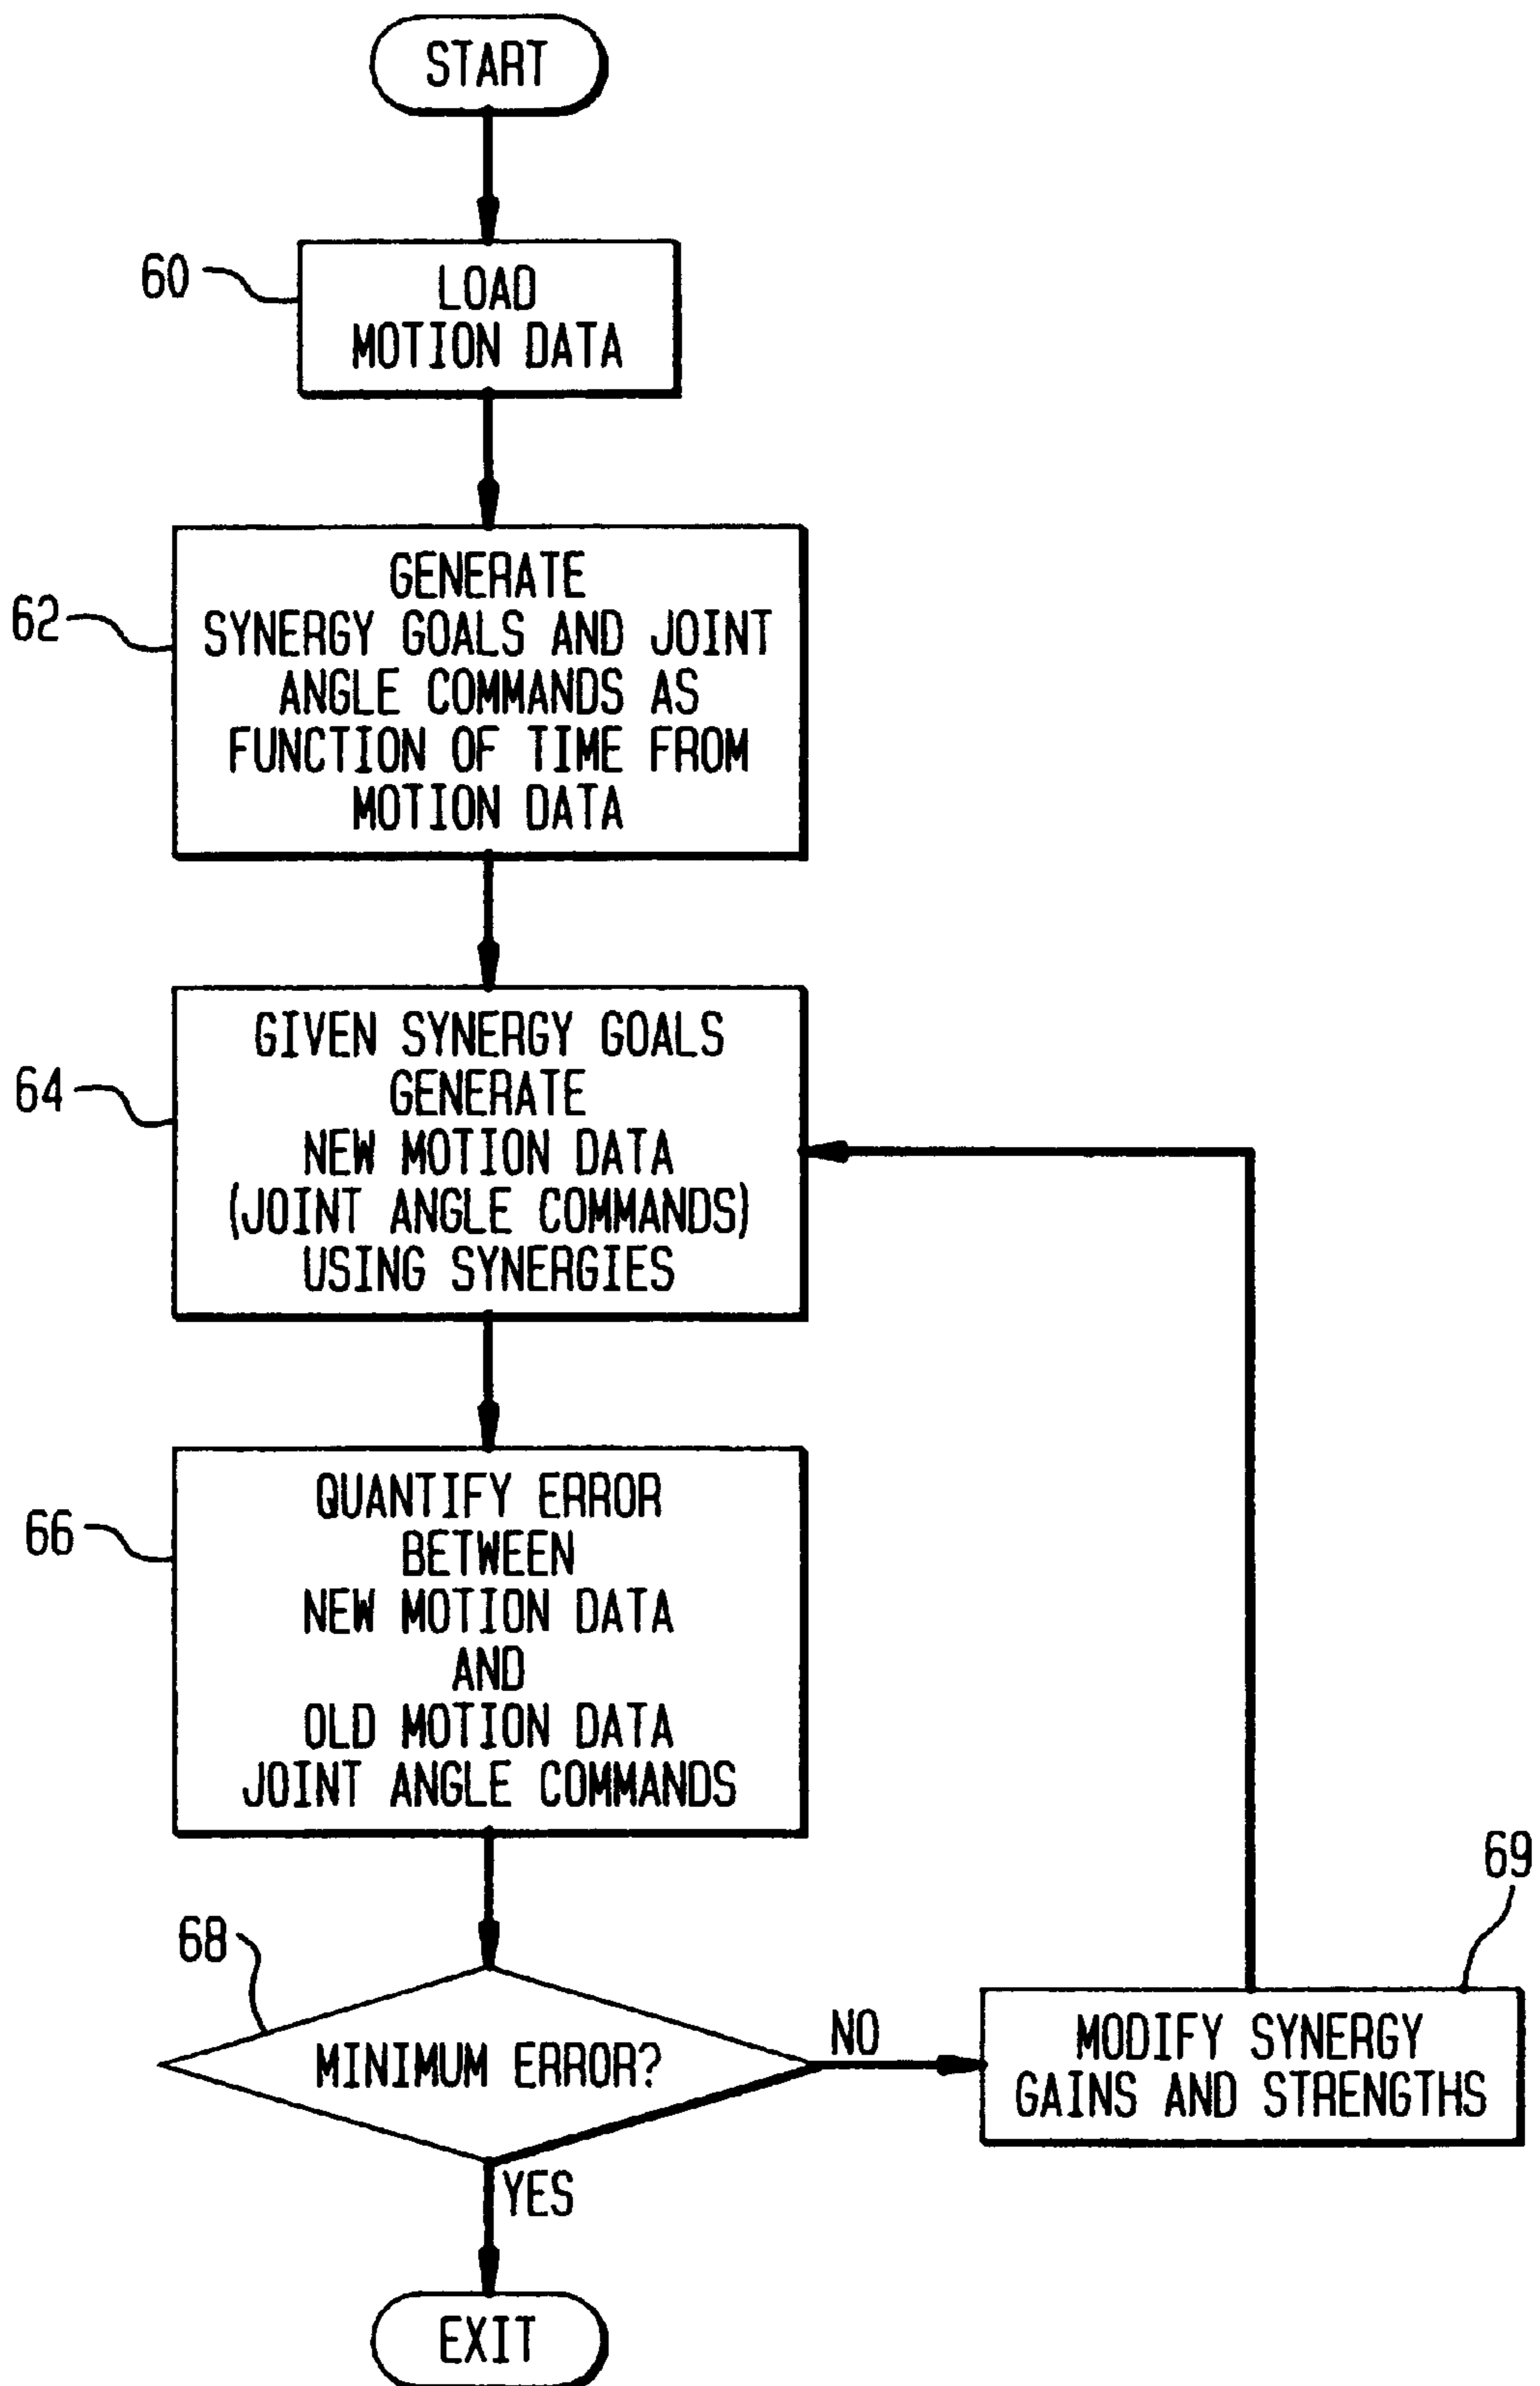 START
60
LOAD
MOTION DATA
62
GENERATE
SYNERGY GOALS AND JOINT
ANGLE COMMANDS AS
FUNCTION OF TIME FROM
MOTION DATA
64
GIVEN SYNERGY GOALS
GENERATE
NEW MOTION DATA
(JOINT ANGLE COMMANDS)
USING SYNERGIES
66
QUANTIFY ERROR
BETWEEN
NEW MOTION DATA
AND
OLD MOTION DATA
JOINT ANGLE COMMANDS
68
MINIMUM ERROR?
NO
69
MODIFY SYNERGY
GAINS AND STRENGTHS
YES
EXIT